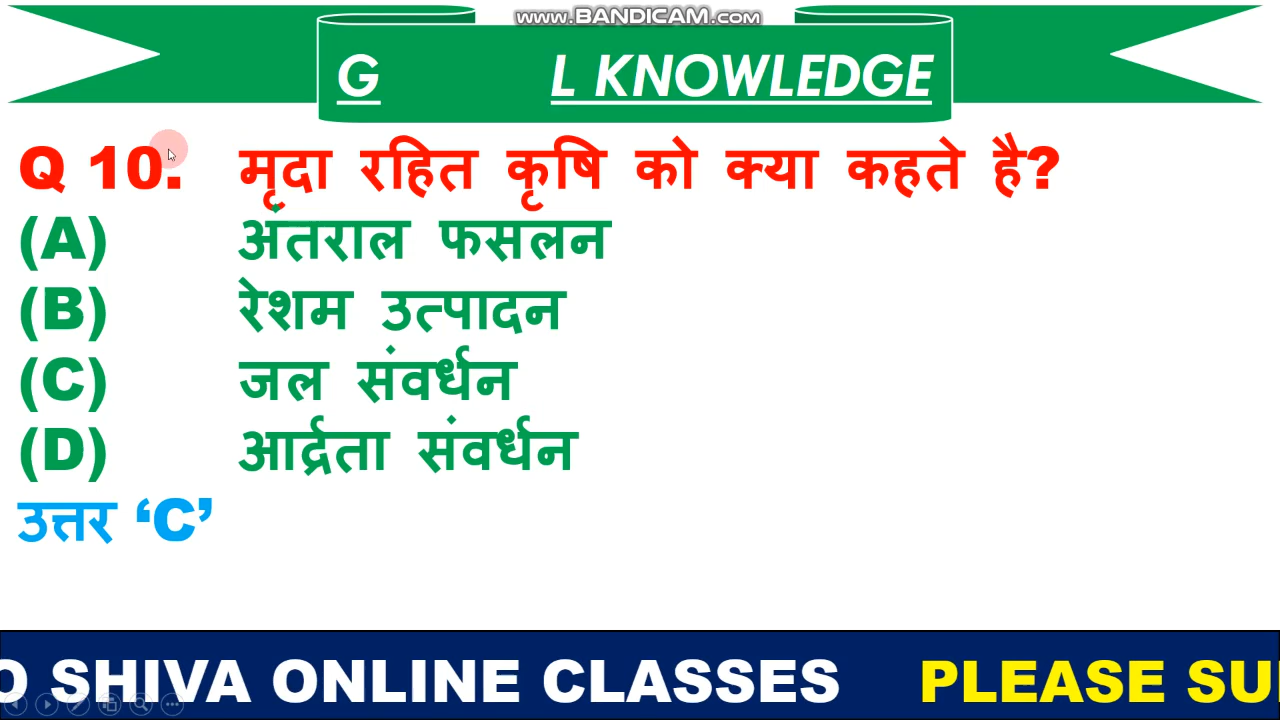 www.BANDICAM.com
G L KNOWLEDGE
Q 10. मृदा रहित कृषि को क्या कहते है?
(A) अंतराल फसलन
(B) रेशम उत्पादन
(C) जल संवर्धन
(D) आर्द्रता संवर्धन
उत्तर ‘C’
O SHIVA ONLINE CLASSES PLEASE SU